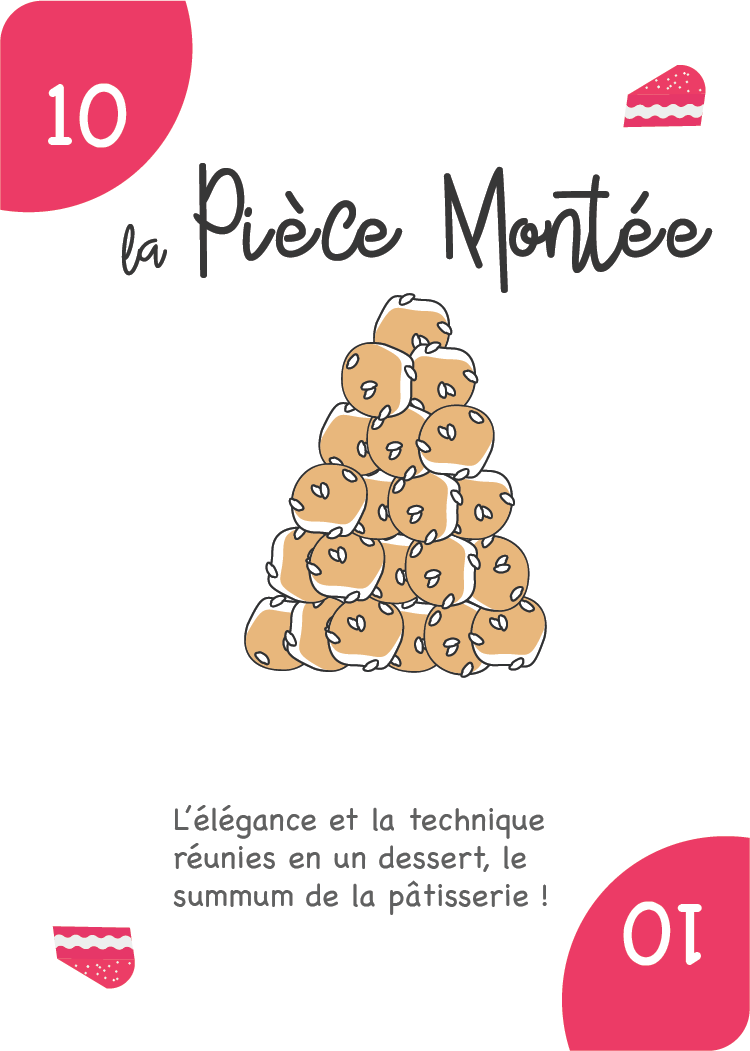 10
la Pièce Montée
L'élégance et la technique
réunies en un dessert, le
summum de la pâtisserie !
10